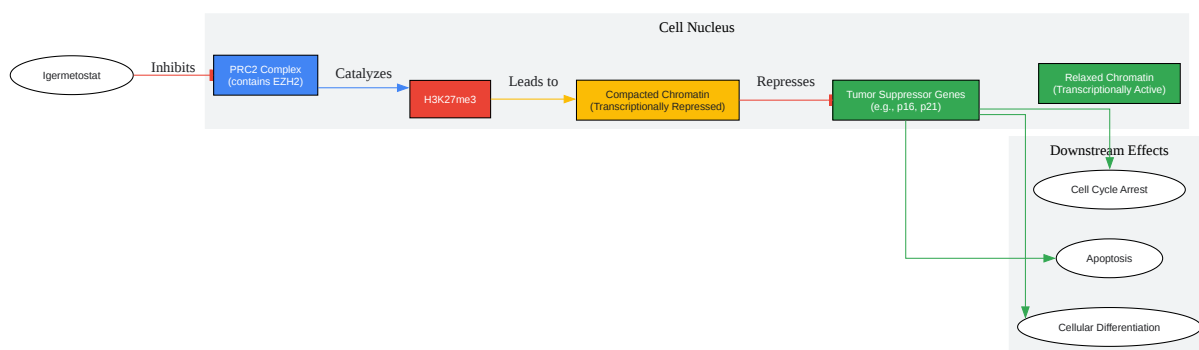 Cell Nucleus
Igermetostat
Inhibits
PRC2 Complex
(contains EZH2)
Catalyzes
H3K27me3
Leads to
Compacted Chromatin
(Transcriptionally Repressed)
Represses
Tumor Suppressor Genes
(e.g., p16, p21)
Relaxed Chromatin
(Transcriptionally Active)
Downstream Effects
Cell Cycle Arrest
Apoptosis
Cellular Differentiation